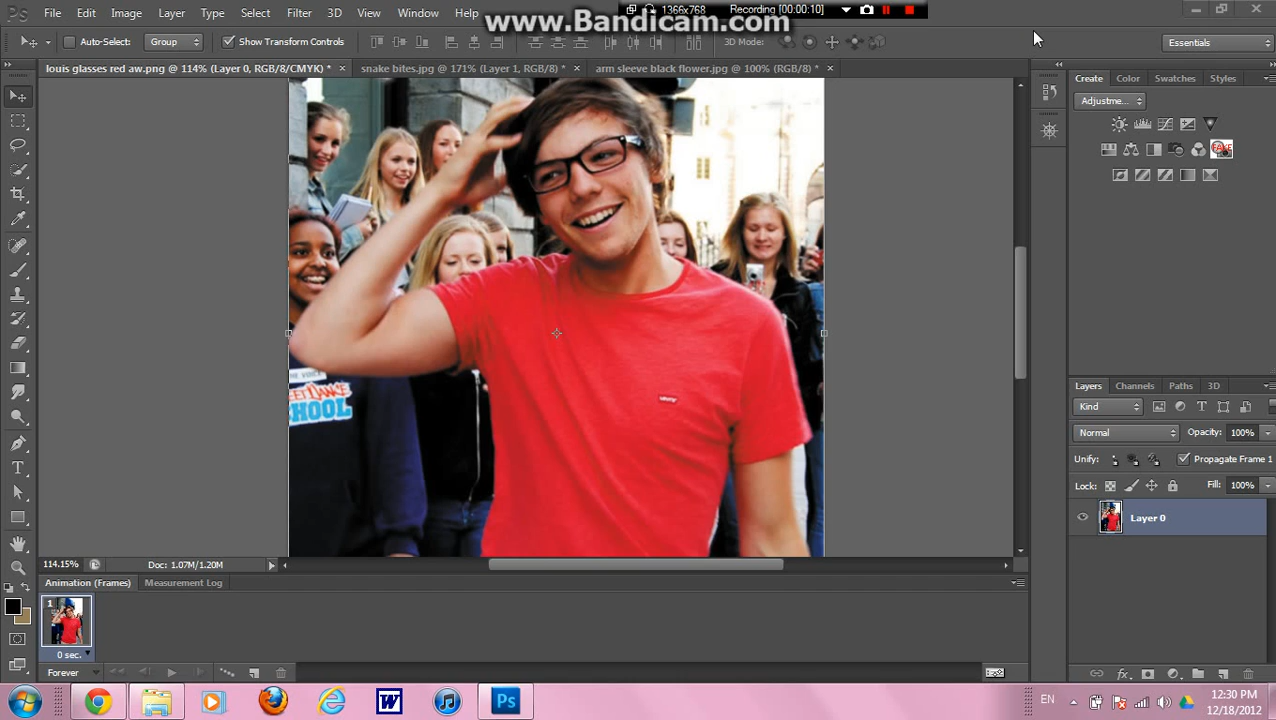 www.Bandicam.com
1366x768 Recording [00:00:10]
Ps File Edit Image Layer Select Filter 3D View Window Help
Group Show Transform Controls 3D Mode: Essentials
louis glasses red aw.png @ 114% (Layer 0, RGB/8/CMYK) * snake bites.jpg @ 171% (Layer 1, RGB/8) * arm sleeve black flower.jpg @ 100% (RGB/8) *
Create Color Swatches Styles
Adjustme...
FAKE
SCHOOL
Layers Channels Paths 3D
Kind
Normal Opacity: 100%
Unify: Propagate Frame 1
Lock: Fill: 100%
Layer 0
114.15% Doc: 1.07M/1.20M
Animation (Frames) Measurement Log
1
0 sec.
Forever
W Ps
EN
12:30 PM
12/18/2012